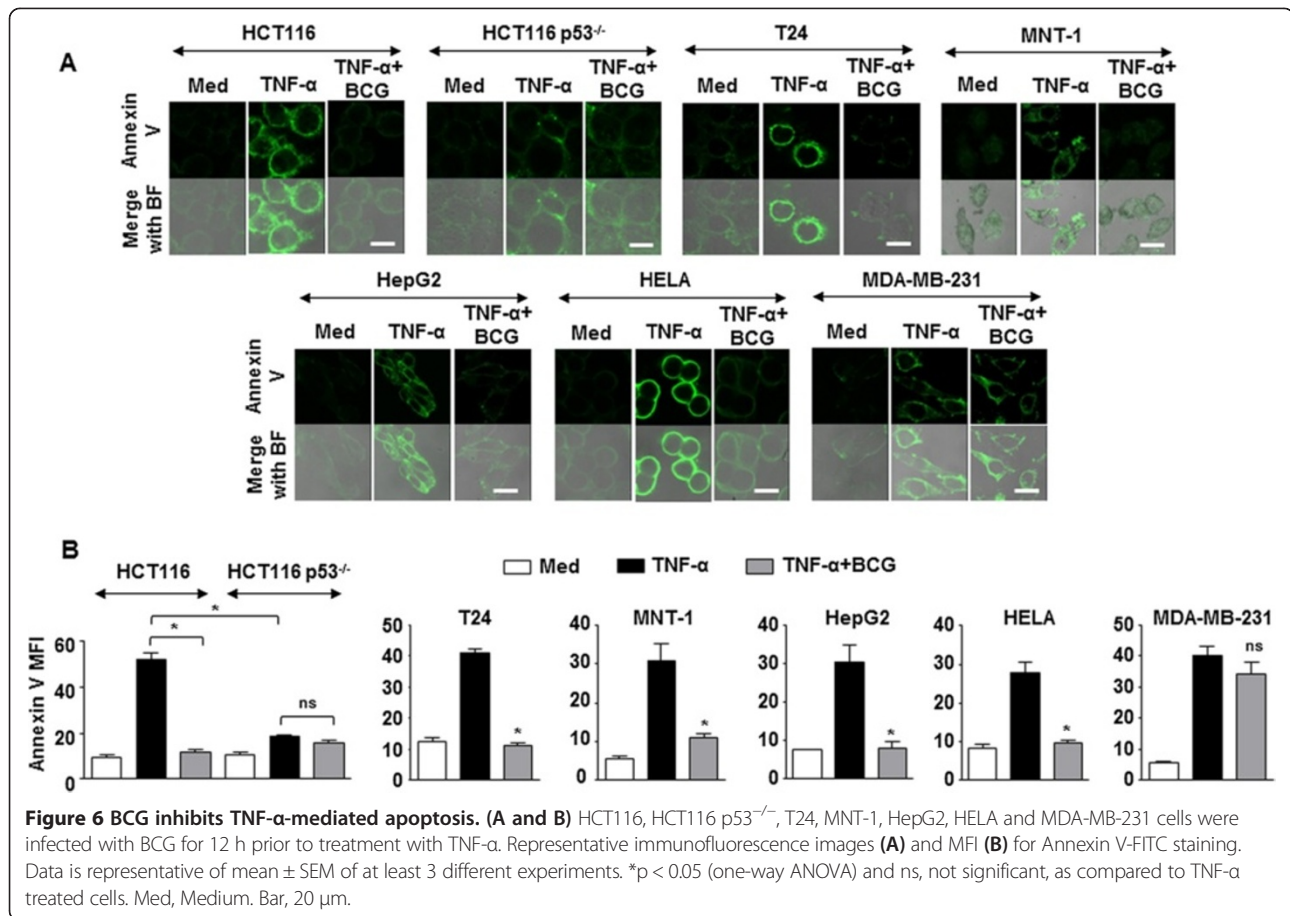 HCT116 HCT116 p53-/- T24 MNT-1
A
Med TNF-α TNF-α+ BCG Med TNF-α TNF-α+ BCG Med TNF-α TNF-α+ BCG Med TNF-α TNF-α+ BCG
Annexin V
Merge with BF
HepG2 HELA MDA-MB-231
Med TNF-α TNF-α+ BCG Med TNF-α TNF-α+ BCG Med TNF-α TNF-α+ BCG
Annexin V
Merge with BF
B
HCT116 HCT116 p53-/-
Med TNF-α TNF-α+BCG
T24 MNT-1 HepG2 HELA MDA-MB-231
Annexin V MFI
60 40 20 0
* * ns
50 40 30 20 10 0
*
40 30 20 10 0
*
40 30 20 10 0
*
40 30 20 10 0
*
50 40 30 20 10 0
ns
Figure 6 BCG inhibits TNF-α-mediated apoptosis. (A and B) HCT116, HCT116 p53−/−, T24, MNT-1, HepG2, HELA and MDA-MB-231 cells were
infected with BCG for 12 h prior to treatment with TNF-α. Representative immunofluorescence images (A) and MFI (B) for Annexin V-FITC staining.
Data is representative of mean ± SEM of at least 3 different experiments. *p < 0.05 (one-way ANOVA) and ns, not significant, as compared to TNF-α
treated cells. Med, Medium. Bar, 20 μm.